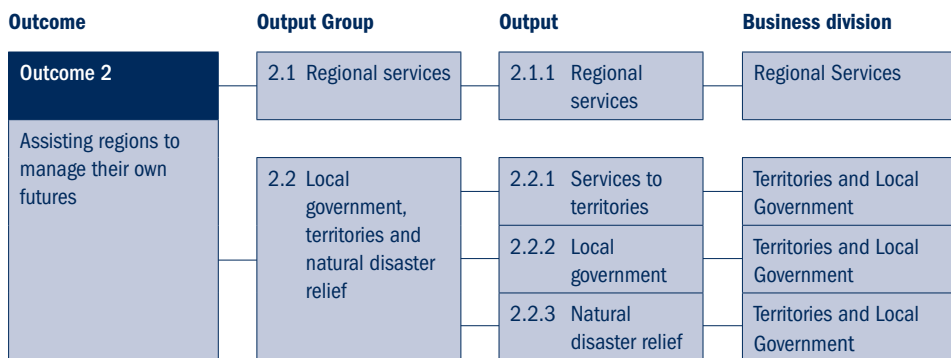 Outcome Output Group Output Business division
Outcome 2
2.1 Regional services
2.1.1 Regional
services
Regional Services
Assisting regions to
manage their own
futures
2.2 Local
government,
territories and
natural disaster
relief
2.2.1 Services to
territories
Territories and Local
Government
2.2.2 Local
government
Territories and Local
Government
2.2.3 Natural
disaster relief
Territories and Local
Government